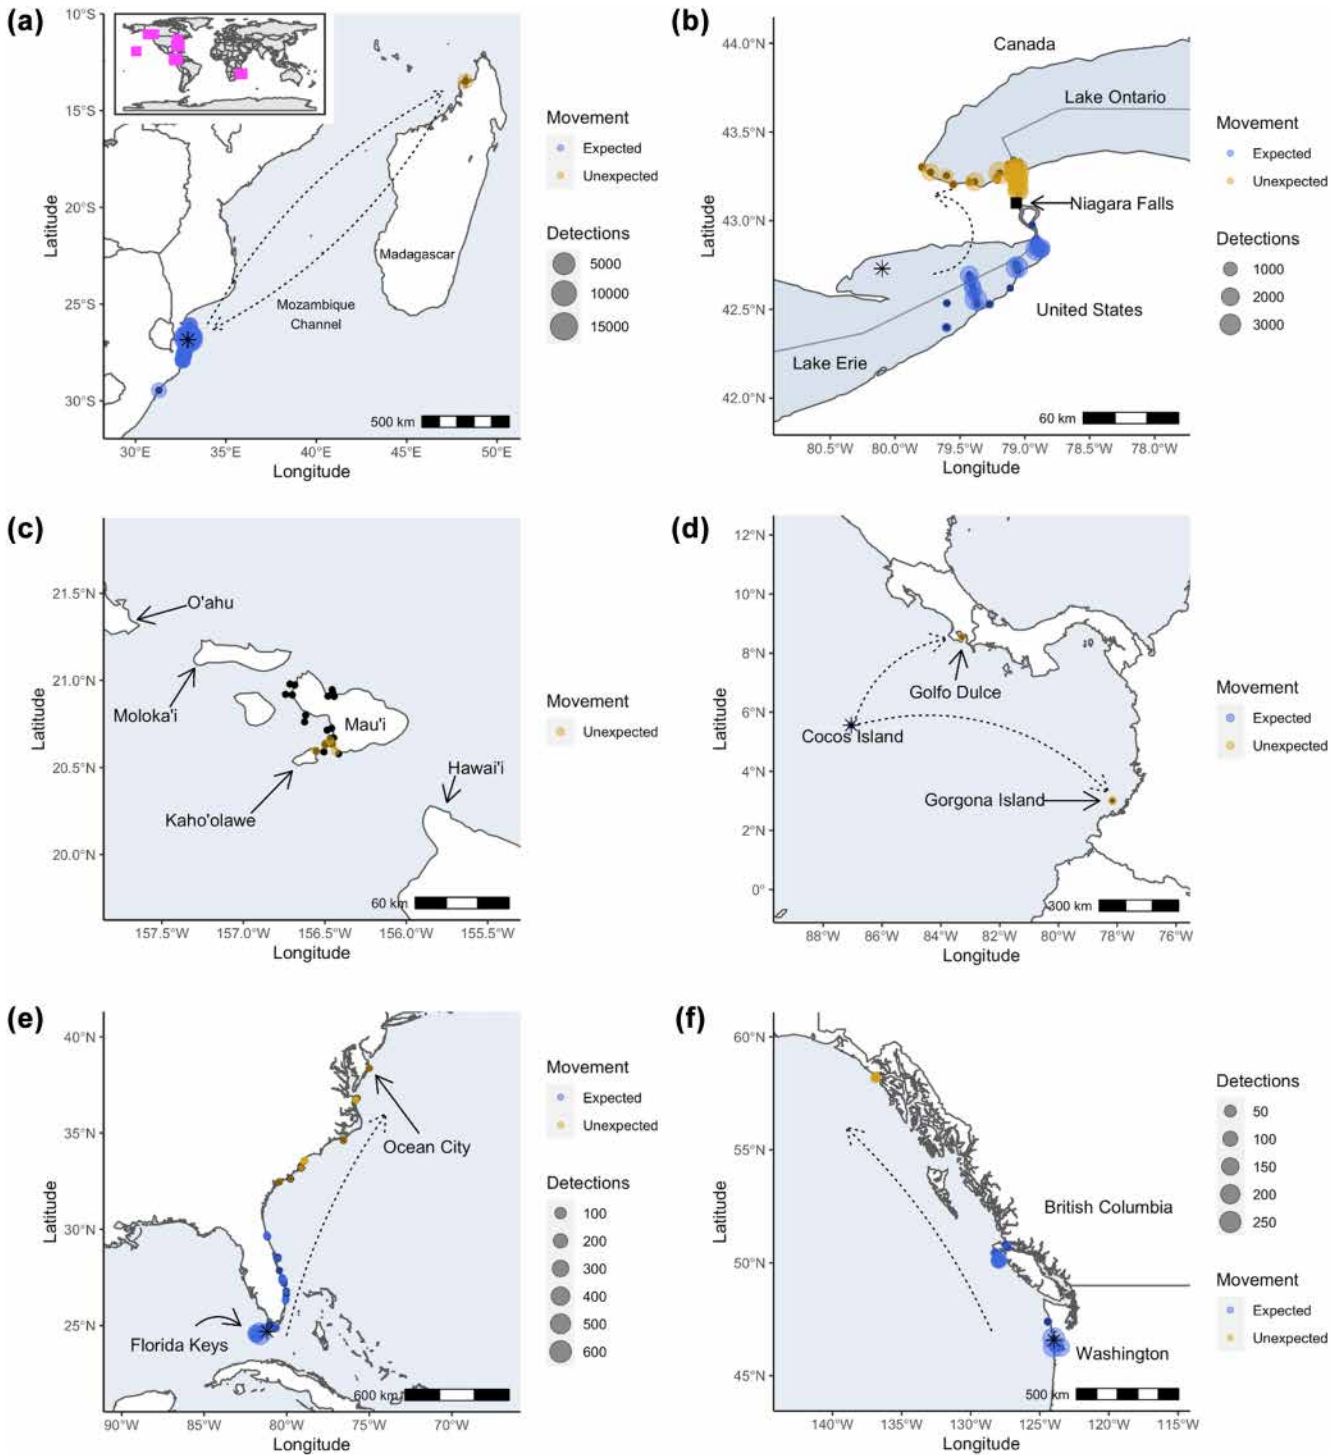 (a)
10°S
15°S
20°S
25°S
30°S
Latitude
Madagascar
Mozambique
Channel
500 km
30°E
35°E
40°E
45°E
50°E
Longitude
Movement
Expected
Unexpected
Detections
5000
10000
15000
(b)
44.0°N
43.5°N
43.0°N
42.5°N
42.0°N
Latitude
Canada
Lake Ontario
Niagara Falls
United States
Lake Erie
60 km
80.5°W
80.0°W
79.5°W
79.0°W
78.5°W
78.0°W
Longitude
Movement
Expected
Unexpected
Detections
1000
2000
3000
(c)
21.5°N
21.0°N
20.5°N
20.0°N
Latitude
O'ahu
Moloka'i
Mau'i
Kaho'olawe
Hawai'i
60 km
157.5°W
157.0°W
156.5°W
156.0°W
155.5°W
Longitude
Movement
Unexpected
(d)
12°N
10°N
8°N
6°N
4°N
2°N
0°
Latitude
Golfo Dulce
Cocos Island
Gorgona Island
300 km
88°W
86°W
84°W
82°W
80°W
78°W
76°W
Longitude
Movement
Expected
Unexpected
(e)
40°N
35°N
30°N
25°N
Latitude
Ocean City
Florida Keys
600 km
90°W
85°W
80°W
75°W
70°W
Longitude
Movement
Expected
Unexpected
Detections
100
200
300
400
500
600
(f)
60°N
55°N
50°N
45°N
Latitude
British Columbia
Washington
500 km
140°W
135°W
130°W
125°W
120°W
115°W
Longitude
Detections
50
100
150
200
250
Movement
Expected
Unexpected